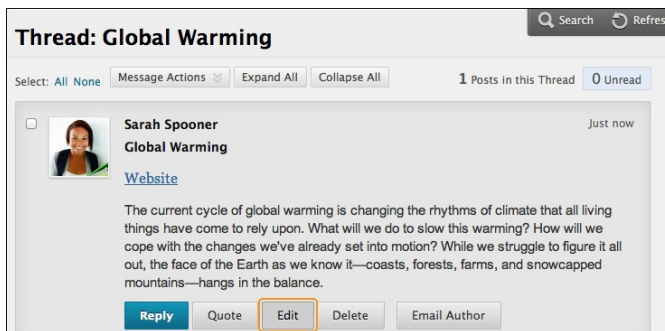 Search Refres
Thread: Global Warming
Select: All None Message Actions Expand All Collapse All 1 Posts in this Thread 0 Unread
Sarah Spooner Just now
Global Warming
Website
The current cycle of global warming is changing the rhythms of climate that all living
things have come to rely upon. What will we do to slow this warming? How will we
cope with the changes we've already set into motion? While we struggle to figure it all
out, the face of the Earth as we know it—coasts, forests, farms, and snowcapped
mountains—hangs in the balance.
Reply Quote Edit Delete Email Author